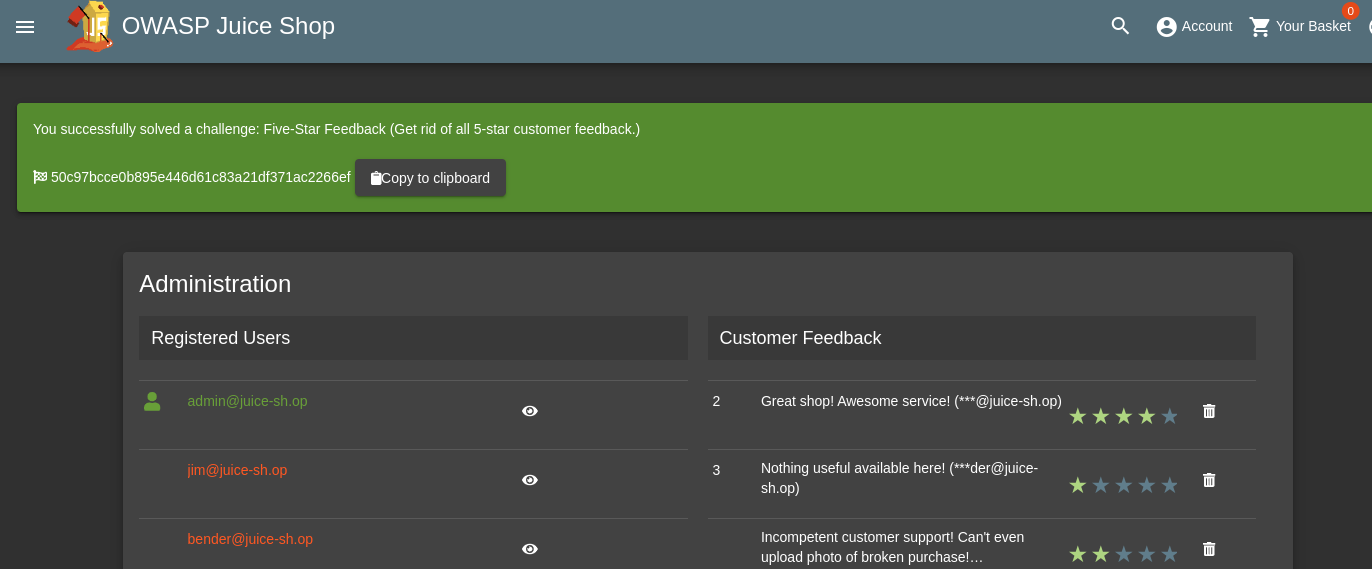 OWASP Juice Shop
Account
Your Basket
0
You successfully solved a challenge: Five-Star Feedback (Get rid of all 5-star customer feedback.)
50c97bcce0b895e446d61c83a21df371ac2266ef
Copy to clipboard
Administration
Registered Users
admin@juice-sh.op
jim@juice-sh.op
bender@juice-sh.op
Customer Feedback
2
Great shop! Awesome service! (***@juice-sh.op)
3
Nothing useful available here! (***der@juice-
sh.op)
Incompetent customer support! Can't even
upload photo of broken purchase!…